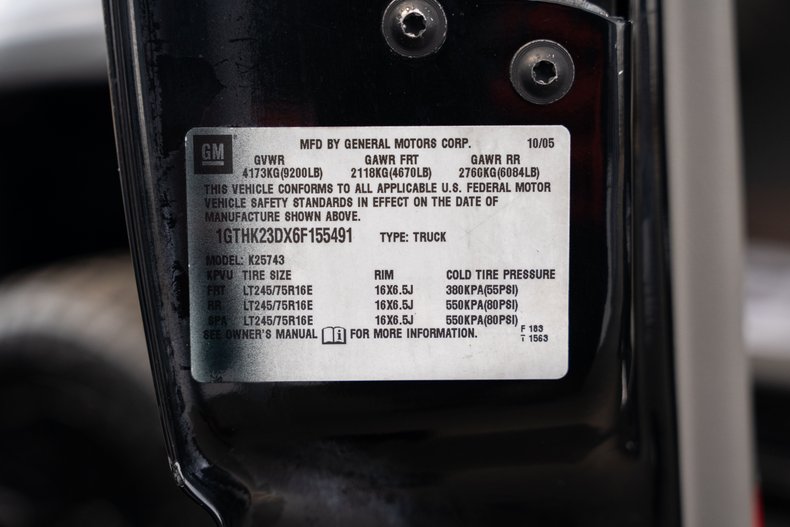 GM
MFD BY GENERAL MOTORS CORP. 10/05
GVWR GAWR FRT GAWR RR
4173KG(9200LB) 2118KG(4670LB) 2760KG(6084LB)
THIS VEHICLE CONFORMS TO ALL APPLICABLE U.S. FEDERAL MOTOR
VEHICLE SAFETY STANDARDS IN EFFECT ON THE DATE OF
MANUFACTURE SHOWN ABOVE.
1GTHK23DX6F155491 TYPE: TRUCK
MODEL: K25743
KPVU TIRE SIZE RIM COLD TIRE PRESSURE
FRT LT245/75R16E 16X6.5J 380KPA(55PSI)
RR LT245/75R16E 16X6.5J 550KPA(80PSI)
SPA LT245/75R16E 16X6.5J 550KPA(80PSI)
SEE OWNER'S MANUAL i FOR MORE INFORMATION.
F 183
T 1563